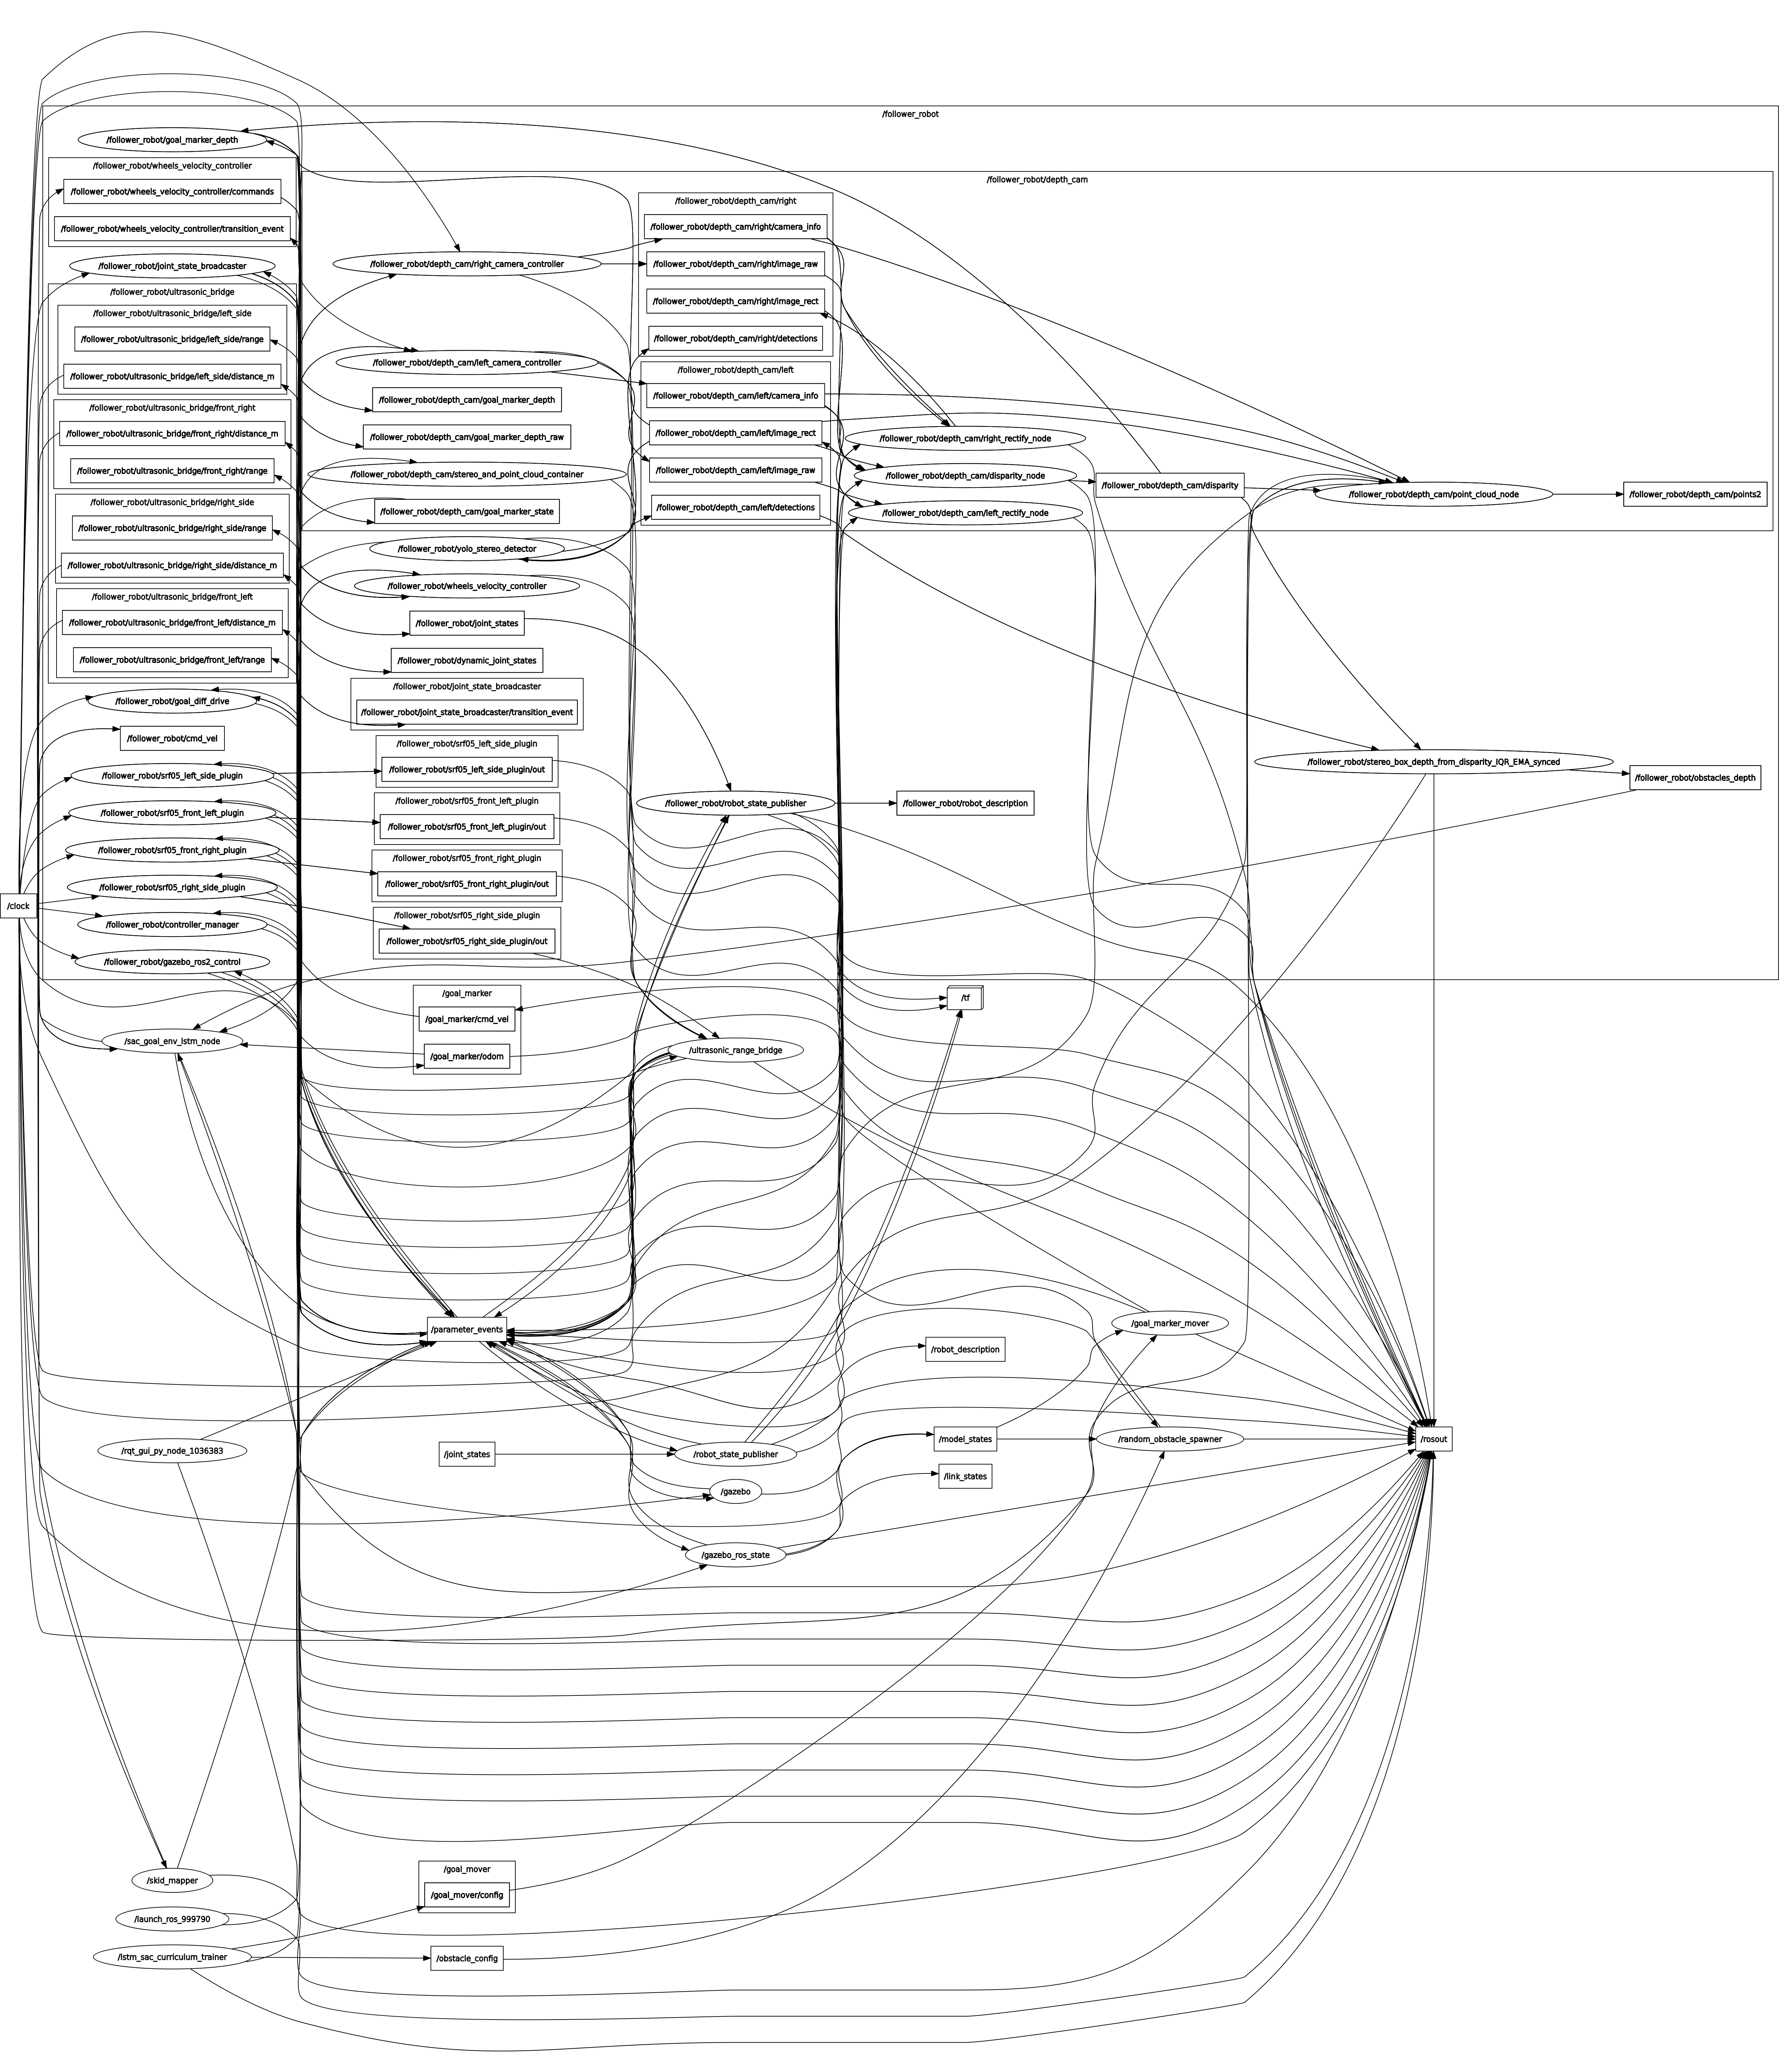 /follower_robot
/follower_robot/goal_marker_depth
/follower_robot/wheels_velocity_controller
/follower_robot/wheels_velocity_controller/commands
/follower_robot/wheels_velocity_controller/transition_event
/follower_robot/joint_state_broadcaster
/follower_robot/ultrasonic_bridge
/follower_robot/ultrasonic_bridge/left_side
/follower_robot/ultrasonic_bridge/left_side/range
/follower_robot/ultrasonic_bridge/left_side/distance_m
/follower_robot/ultrasonic_bridge/front_right
/follower_robot/ultrasonic_bridge/front_right/distance_m
/follower_robot/ultrasonic_bridge/front_right/range
/follower_robot/ultrasonic_bridge/right_side
/follower_robot/ultrasonic_bridge/right_side/range
/follower_robot/ultrasonic_bridge/right_side/distance_m
/follower_robot/ultrasonic_bridge/front_left
/follower_robot/ultrasonic_bridge/front_left/distance_m
/follower_robot/ultrasonic_bridge/front_left/range
/follower_robot/goal_diff_drive
/follower_robot/cmd_vel
/follower_robot/srf05_left_side_plugin
/follower_robot/srf05_front_left_plugin
/follower_robot/srf05_front_right_plugin
/follower_robot/srf05_right_side_plugin
/clock
/follower_robot/controller_manager
/follower_robot/gazebo_ros2_control
/sac_goal_env_lstm_node
/follower_robot/depth_cam
/follower_robot/depth_cam/right_camera_controller
/follower_robot/depth_cam/left_camera_controller
/follower_robot/depth_cam/goal_marker_depth
/follower_robot/depth_cam/goal_marker_depth_raw
/follower_robot/depth_cam/stereo_and_point_cloud_container
/follower_robot/depth_cam/goal_marker_state
/follower_robot/yolo_stereo_detector
/follower_robot/wheels_velocity_controller
/follower_robot/joint_states
/follower_robot/dynamic_joint_states
/follower_robot/joint_state_broadcaster
/follower_robot/joint_state_broadcaster/transition_event
/follower_robot/srf05_left_side_plugin
/follower_robot/srf05_left_side_plugin/out
/follower_robot/srf05_front_left_plugin
/follower_robot/srf05_front_left_plugin/out
/follower_robot/srf05_front_right_plugin
/follower_robot/srf05_front_right_plugin/out
/follower_robot/srf05_right_side_plugin
/follower_robot/srf05_right_side_plugin/out
/goal_marker
/goal_marker/cmd_vel
/goal_marker/odom
/follower_robot/depth_cam/right
/follower_robot/depth_cam/right/camera_info
/follower_robot/depth_cam/right/image_raw
/follower_robot/depth_cam/right/image_rect
/follower_robot/depth_cam/right/detections
/follower_robot/depth_cam/left
/follower_robot/depth_cam/left/camera_info
/follower_robot/depth_cam/left/image_rect
/follower_robot/depth_cam/left/image_raw
/follower_robot/depth_cam/left/detections
/follower_robot/depth_cam/right_rectify_node
/follower_robot/depth_cam/disparity_node
/follower_robot/depth_cam/left_rectify_node
/follower_robot/depth_cam/disparity
/follower_robot/depth_cam/point_cloud_node
/follower_robot/depth_cam/points2
/follower_robot/stereo_box_depth_from_disparity_IQR_EMA_synced
/follower_robot/obstacles_depth
/follower_robot/robot_state_publisher
/follower_robot/robot_description
/tf
/ultrasonic_range_bridge
/parameter_events
/goal_marker_mover
/robot_description
/rqt_gui_py_node_1036383
/joint_states
/robot_state_publisher
/model_states
/random_obstacle_spawner
/rosout
/link_states
/gazebo
/gazebo_ros_state
/skid_mapper
/goal_mover
/goal_mover/config
/launch_ros_999790
/lstm_sac_curriculum_trainer
/obstacle_config